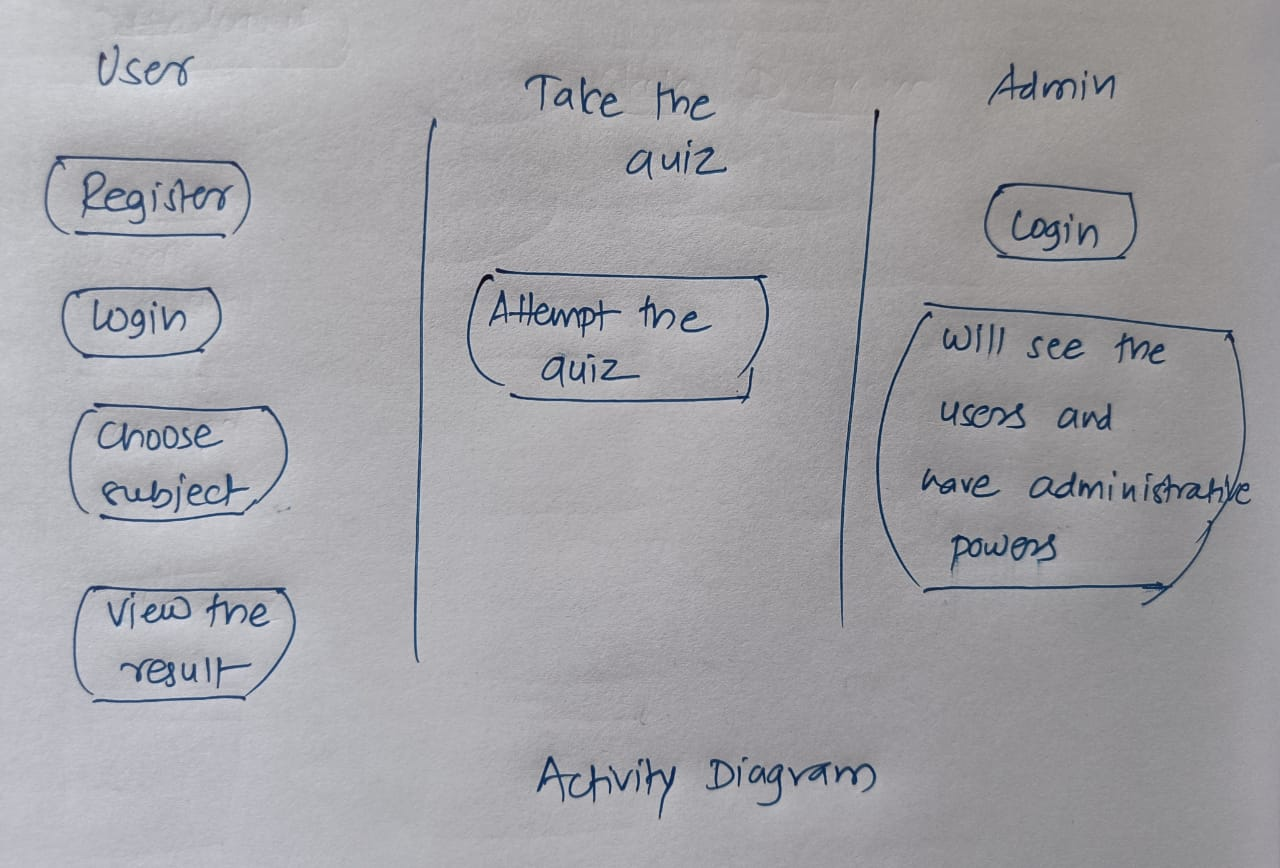 User
Register
Login
Choose
subject
View the
result
Take the
quiz
Attempt the
quiz
Admin
Login
Will see the
users and
have administrative
powers
Activity Diagram